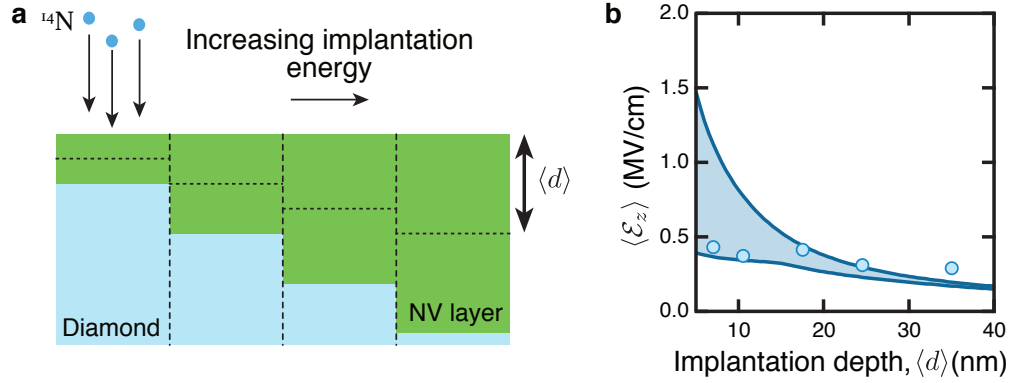 a
¹⁴N
Increasing implantation
energy
⟨d⟩
Diamond
NV layer
b
2.0
1.5
1.0
0.5
0.0
⟨ℰz⟩ (MV/cm)
10
20
30
40
Implantation depth, ⟨d⟩(nm)